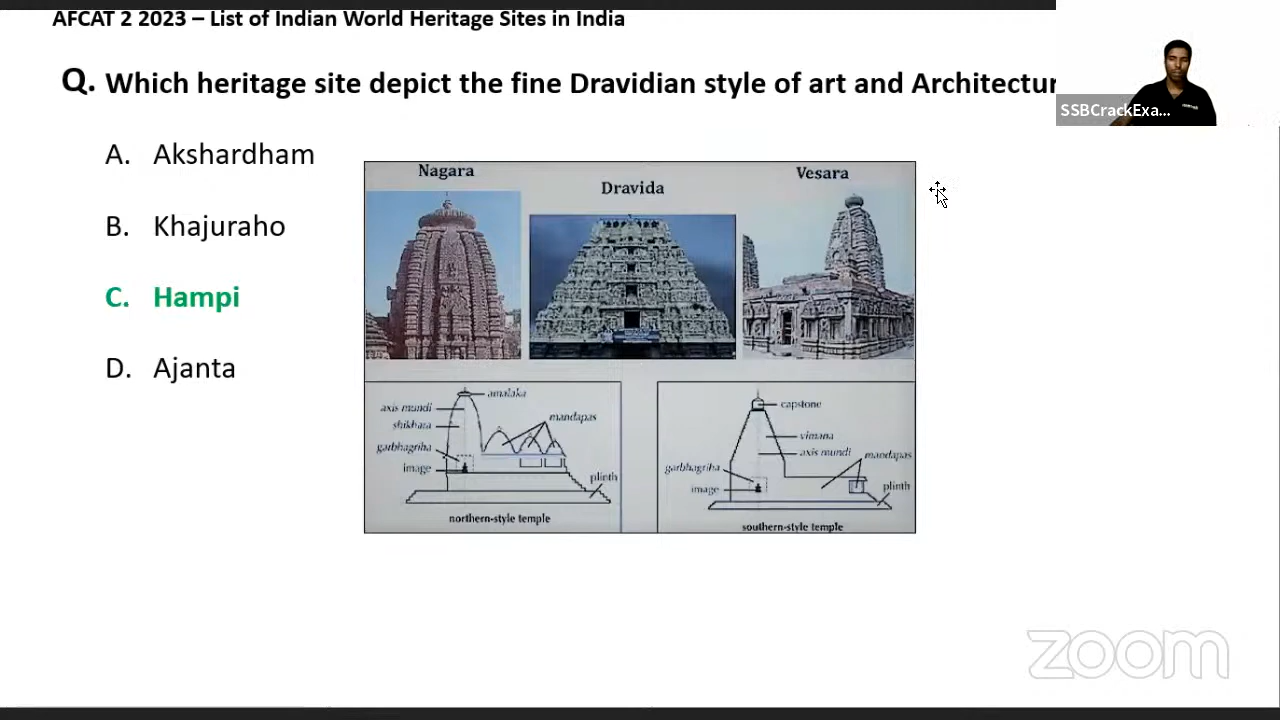 AFCAT 2 2023 – List of Indian World Heritage Sites in India
Q. Which heritage site depict the fine Dravidian style of art and Architectur
SSBCrackExa...
A. Akshardham
B. Khajuraho
C. Hampi
D. Ajanta
Nagara
Dravida
Vesara
amalaka
axis mundi
mandapas
shikhara
garbhagriha
image
plinth
northern-style temple
capstone
vimana
axis mundi
mandapas
garbhagriha
image
plinth
southern-style temple
zoom